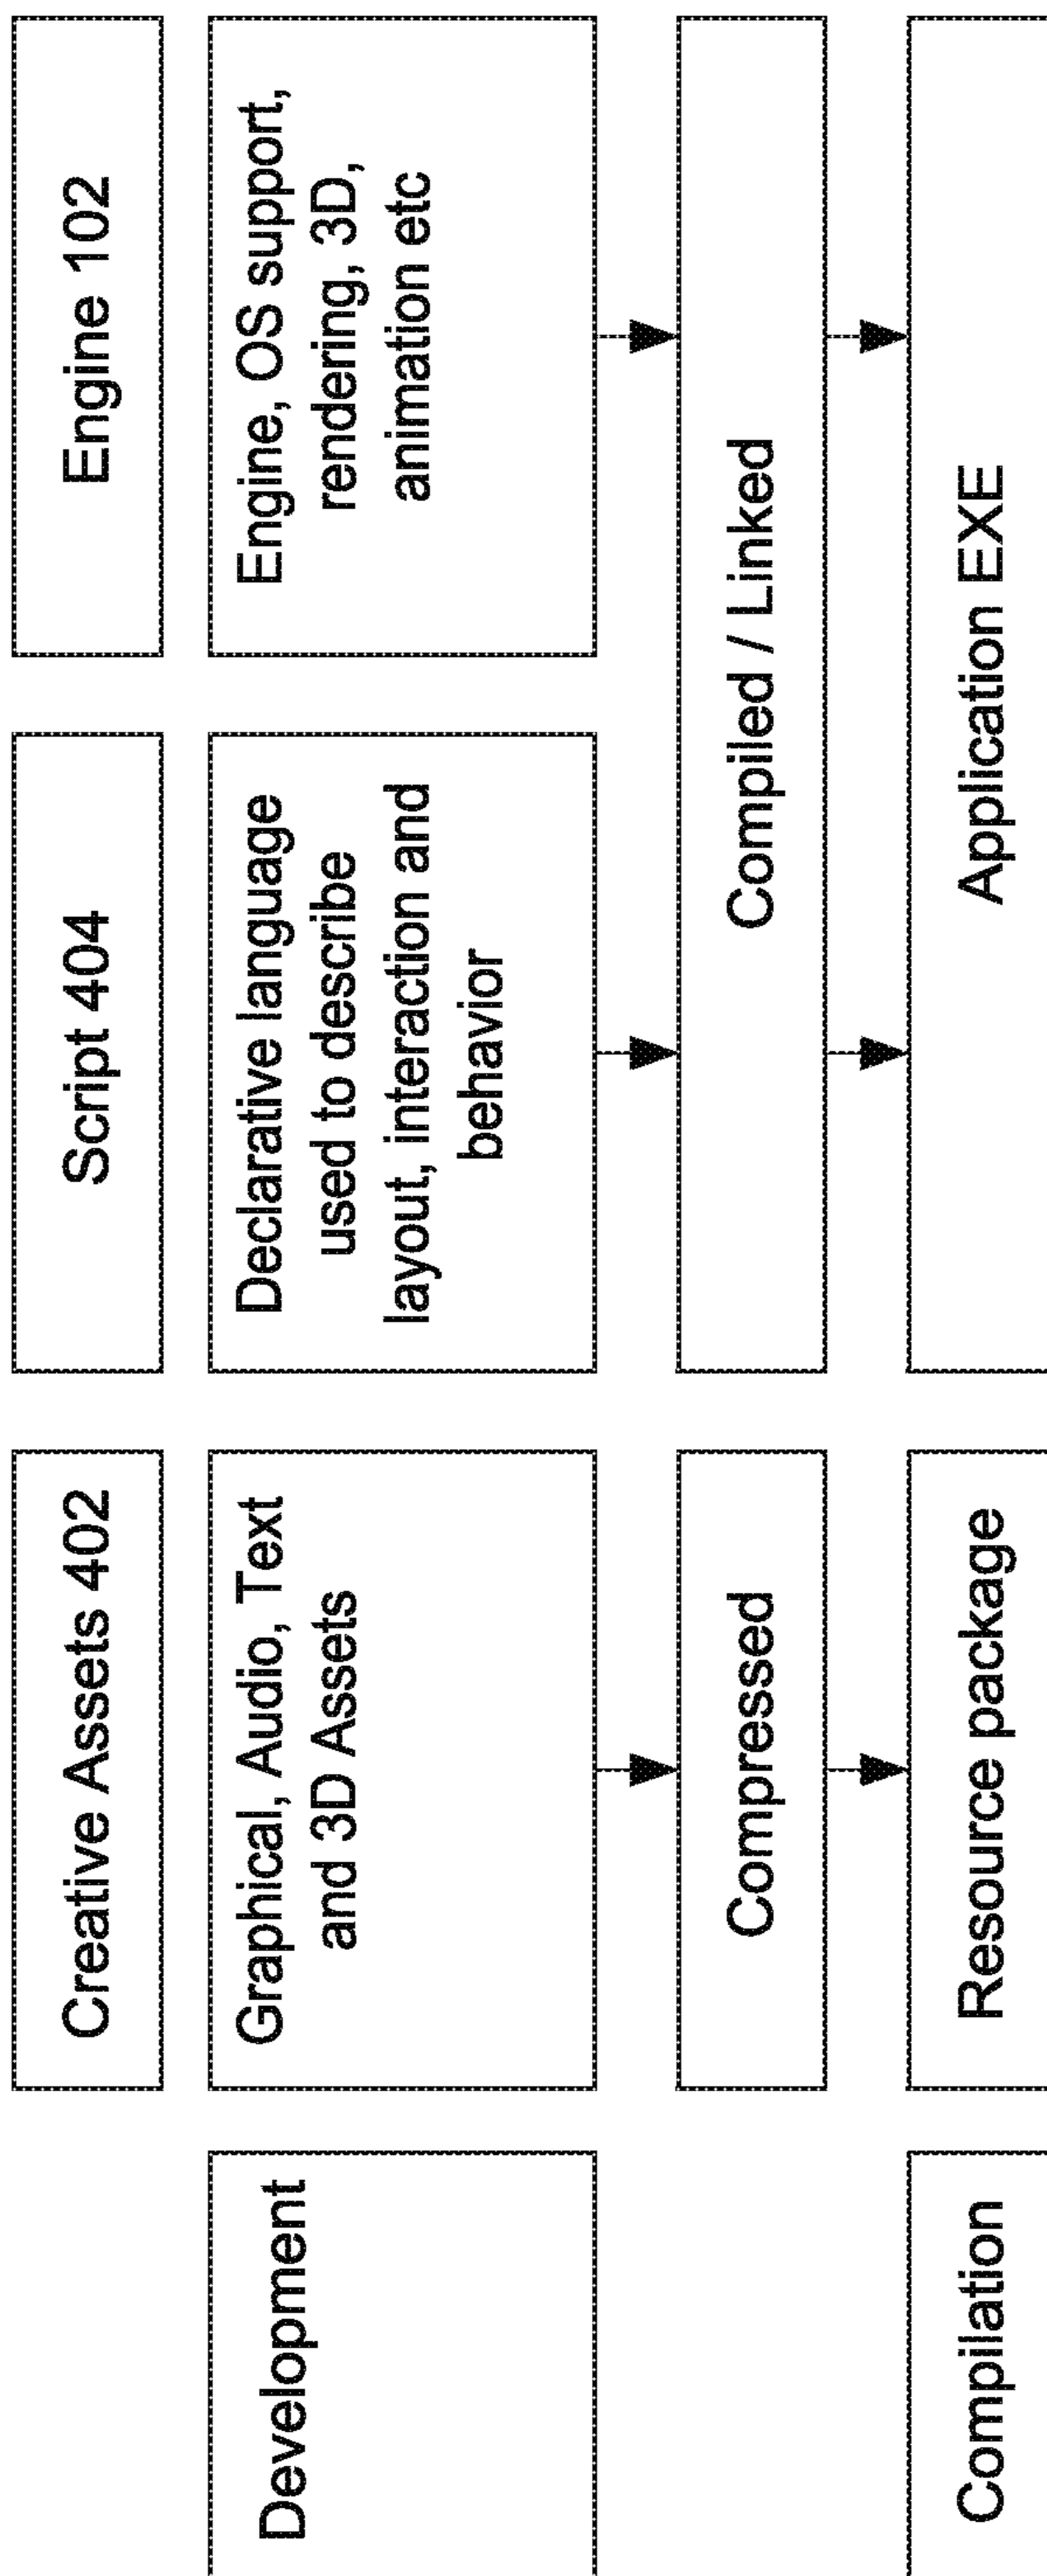 Creative Assets 402
Script 404
Engine 102
Development
Graphical, Audio, Text
and 3D Assets
Declarative language
used to describe
layout, interaction and
behavior
Engine, OS support,
rendering, 3D,
animation etc
Compressed
Compiled / Linked
Compilation
Resource package
Application EXE